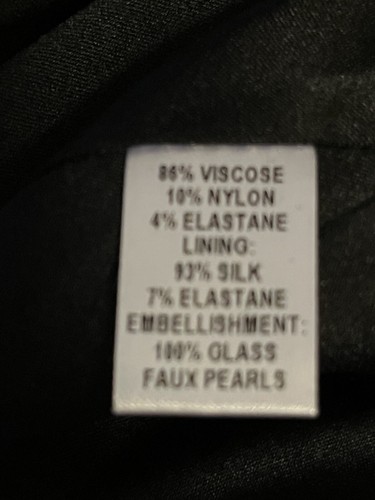 86% VISCOSE
10% NYLON
4% ELASTANE
LINING:
93% SILK
7% ELASTANE
EMBELLISHMENT:
100% GLASS
FAUX PEARLS